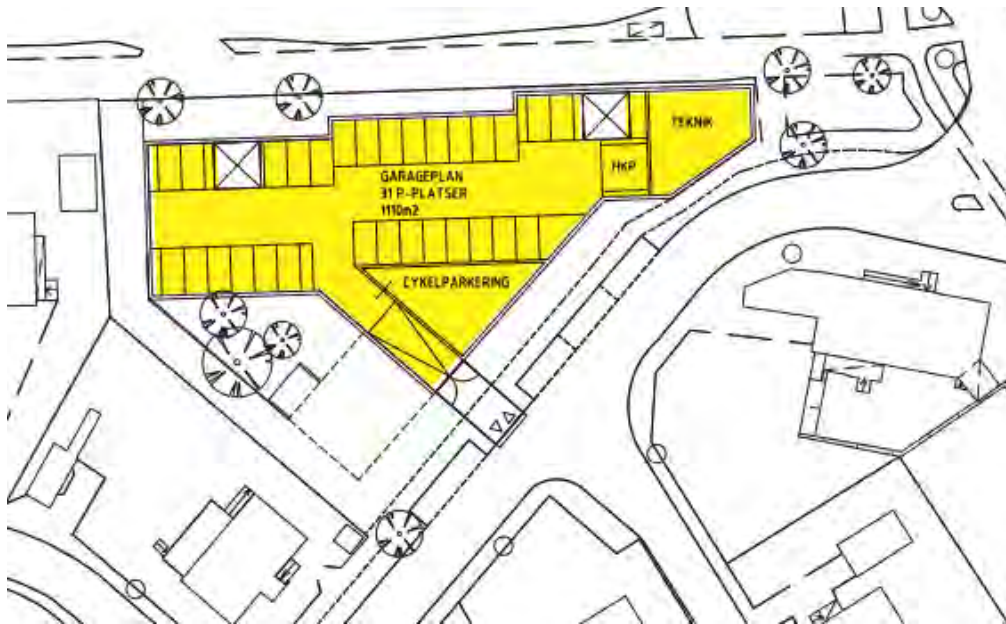 TEKNIK
HKP
GARAGEPLAN
31 P-PLATSER
1110m2
CYKELPARKERING